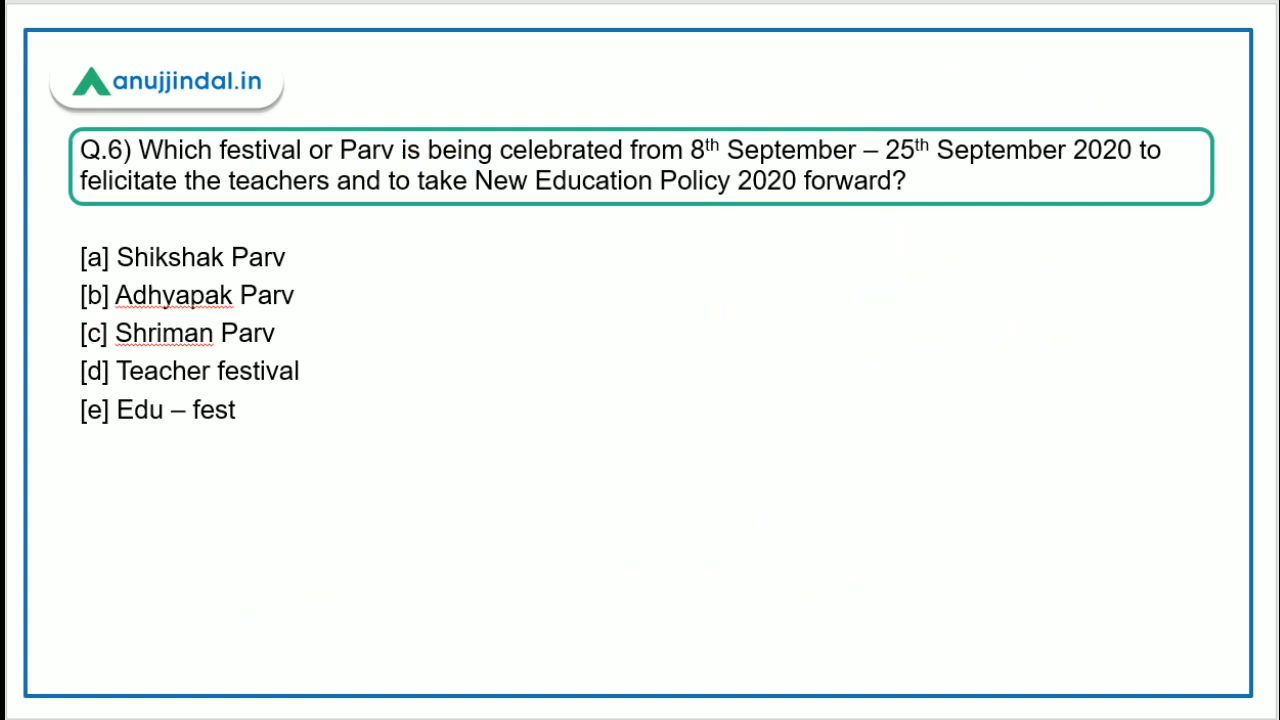 anujjindal.in
Q.6) Which festival or Parv is being celebrated from 8th September – 25th September 2020 to
felicitate the teachers and to take New Education Policy 2020 forward?
[a] Shikshak Parv
[b] Adhyapak Parv
[c] Shriman Parv
[d] Teacher festival
[e] Edu – fest